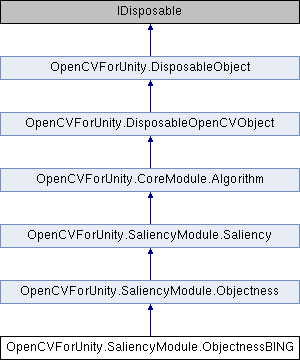 IDisposable
OpenCVForUnity.DisposableObject
OpenCVForUnity.DisposableOpenCVObject
OpenCVForUnity.CoreModule.Algorithm
OpenCVForUnity.SaliencyModule.Saliency
OpenCVForUnity.SaliencyModule.Objectness
OpenCVForUnity.SaliencyModule.ObjectnessBING